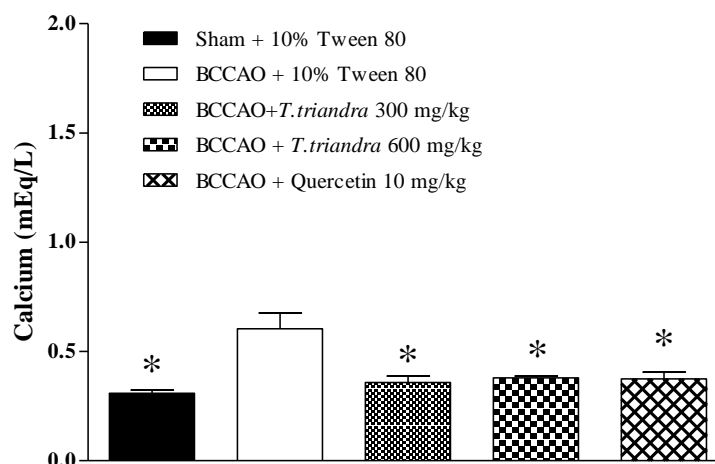 2.0
1.5
1.0
0.5
0.0
Calcium (mEq/L)
Sham + 10% Tween 80
BCCAO + 10% Tween 80
BCCAO+T.triandra 300 mg/kg
BCCAO + T.triandra 600 mg/kg
BCCAO + Quercetin 10 mg/kg
*
* * *